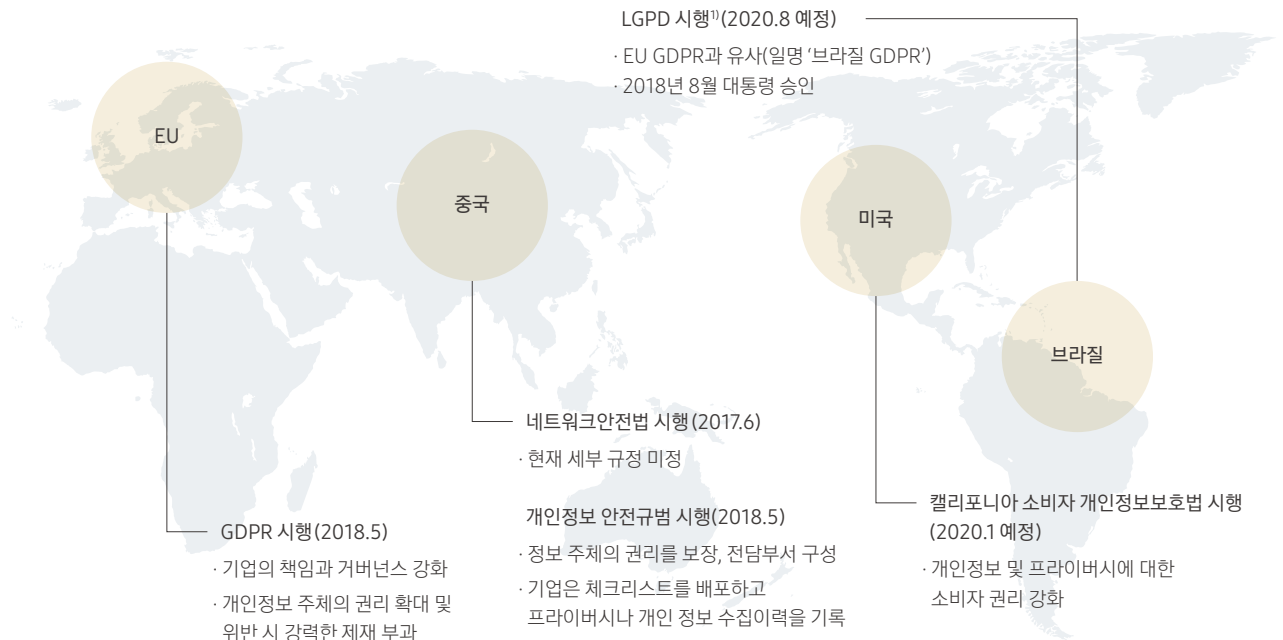 LGPD 시행1)(2020.8 예정)
· EU GDPR과 유사(일명 ‘브라질 GDPR’)
· 2018년 8월 대통령 승인
EU
중국
미국
브라질
네트워크안전법 시행(2017.6)
· 현재 세부 규정 미정
개인정보 안전규범 시행(2018.5)
· 정보 주체의 권리를 보장, 전담부서 구성
· 기업은 체크리스트를 배포하고
프라이버시나 개인 정보 수집이력을 기록
GDPR 시행(2018.5)
· 기업의 책임과 거버넌스 강화
· 개인정보 주체의 권리 확대 및
위반 시 강력한 제재 부과
캘리포니아 소비자 개인정보보호법 시행
(2020.1 예정)
· 개인정보 및 프라이버시에 대한
소비자 권리 강화